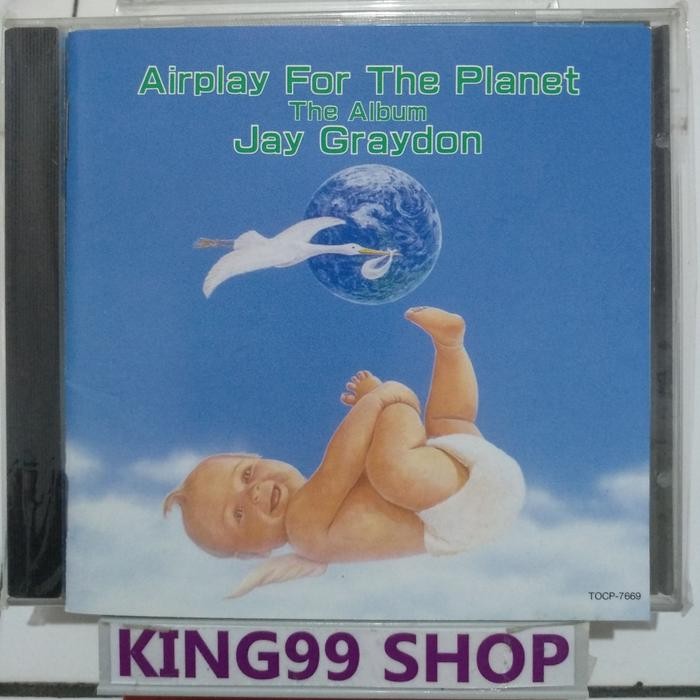 Airplay For The Planet
The Album
Jay Graydon
TOCP-7669
KING99 SHOP